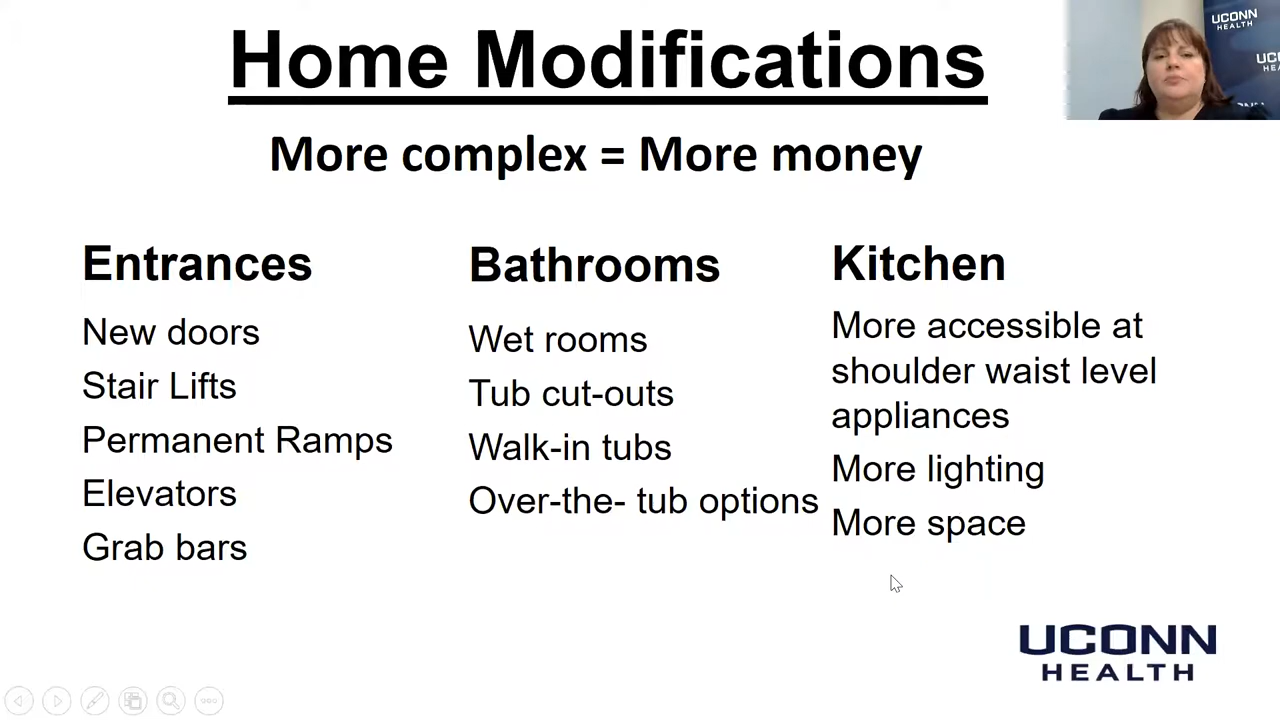 Home Modifications
More complex = More money
Entrances
New doors
Stair Lifts
Permanent Ramps
Elevators
Grab bars
Bathrooms
Wet rooms
Tub cut-outs
Walk-in tubs
Over-the- tub options
Kitchen
More accessible at
shoulder waist level
appliances
More lighting
More space
UCONN
HEALTH
UCONN
HEALTH